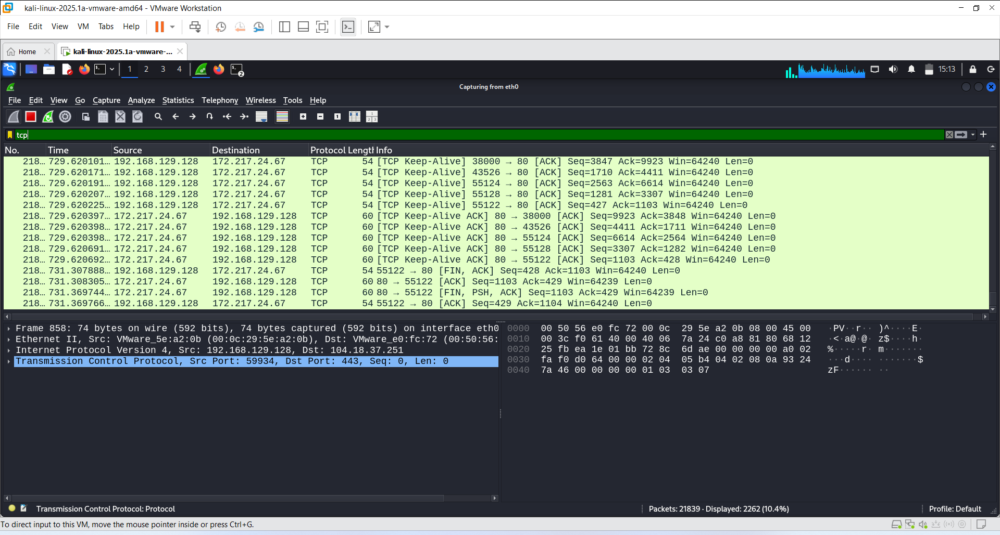 kali-linux-2025.1a-vmware-amd64 - VMware Workstation
File Edit View VM Tabs Help
Home kali-linux-2025.1a-vmware-...
1 2 3 4 2 15:13
Capturing from eth0
File Edit View Go Capture Analyze Statistics Telephony Wireless Tools Help
tcp
No. Time Source Destination Protocol Length Info
218… 729.620101… 192.168.129.128 172.217.24.67 TCP 54 [TCP Keep-Alive] 38000 → 80 [ACK] Seq=3847 Ack=9923 Win=64240 Len=0
218… 729.620171… 192.168.129.128 172.217.24.67 TCP 54 [TCP Keep-Alive] 43526 → 80 [ACK] Seq=1710 Ack=4411 Win=64240 Len=0
218… 729.620191… 192.168.129.128 172.217.24.67 TCP 54 [TCP Keep-Alive] 55124 → 80 [ACK] Seq=2563 Ack=6614 Win=64240 Len=0
218… 729.620207… 192.168.129.128 172.217.24.67 TCP 54 [TCP Keep-Alive] 55128 → 80 [ACK] Seq=1281 Ack=3307 Win=64240 Len=0
218… 729.620225… 192.168.129.128 172.217.24.67 TCP 54 [TCP Keep-Alive] 55122 → 80 [ACK] Seq=427 Ack=1103 Win=64240 Len=0
218… 729.620397… 172.217.24.67 192.168.129.128 TCP 60 [TCP Keep-Alive ACK] 80 → 38000 [ACK] Seq=9923 Ack=3848 Win=64240 Len=0
218… 729.620398… 172.217.24.67 192.168.129.128 TCP 60 [TCP Keep-Alive ACK] 80 → 43526 [ACK] Seq=4411 Ack=1711 Win=64240 Len=0
218… 729.620398… 172.217.24.67 192.168.129.128 TCP 60 [TCP Keep-Alive ACK] 80 → 55124 [ACK] Seq=6614 Ack=2564 Win=64240 Len=0
218… 729.620691… 172.217.24.67 192.168.129.128 TCP 60 [TCP Keep-Alive ACK] 80 → 55128 [ACK] Seq=3307 Ack=1282 Win=64240 Len=0
218… 729.620692… 172.217.24.67 192.168.129.128 TCP 60 [TCP Keep-Alive ACK] 80 → 55122 [ACK] Seq=1103 Ack=428 Win=64240 Len=0
218… 731.307888… 192.168.129.128 172.217.24.67 TCP 54 55122 → 80 [FIN, ACK] Seq=428 Ack=1103 Win=64240 Len=0
218… 731.308305… 172.217.24.67 192.168.129.128 TCP 60 80 → 55122 [ACK] Seq=1103 Ack=429 Win=64239 Len=0
218… 731.369744… 172.217.24.67 192.168.129.128 TCP 60 80 → 55122 [FIN, PSH, ACK] Seq=1103 Ack=429 Win=64239 Len=0
218… 731.369766… 192.168.129.128 172.217.24.67 TCP 54 55122 → 80 [ACK] Seq=429 Ack=1104 Win=64240 Len=0
Frame 858: 74 bytes on wire (592 bits), 74 bytes captured (592 bits) on interface eth0
Ethernet II, Src: VMware_5e:a2:0b (00:0c:29:5e:a2:0b), Dst: VMware_e0:fc:72 (00:50:56:
Internet Protocol Version 4, Src: 192.168.129.128, Dst: 104.18.37.251
Transmission Control Protocol, Src Port: 59934, Dst Port: 443, Seq: 0, Len: 0
0000 00 50 56 e0 fc 72 00 0c 29 5e a2 0b 08 00 45 00 ·PV··r·· )^····E·
0010 00 3c f0 61 40 00 40 06 7a 24 c0 a8 81 80 68 12 ·<·a@·@· z$····h·
0020 25 fb ea 1e 01 bb 72 8c 6d ae 00 00 00 00 a0 02 %·····r· m·······
0030 fa f0 d0 64 00 00 02 04 05 b4 04 02 08 0a 93 24 ···d···· ·······$
0040 7a 46 00 00 00 00 01 03 03 07 zF······ ··
Transmission Control Protocol: Protocol Packets: 21839 · Displayed: 2262 (10.4%) Profile: Default
To direct input to this VM, move the mouse pointer inside or press Ctrl+G.